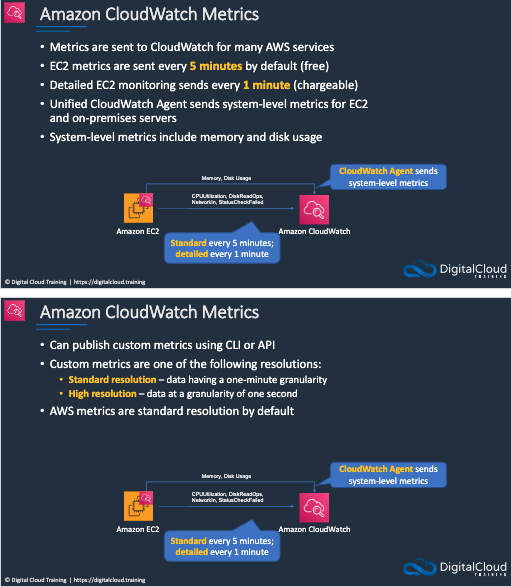 Amazon CloudWatch Metrics
• Metrics are sent to CloudWatch for many AWS services
• EC2 metrics are sent every 5 minutes by default (free)
• Detailed EC2 monitoring sends every 1 minute (chargeable)
• Unified CloudWatch Agent sends system-level metrics for EC2
and on-premises servers
• System-level metrics include memory and disk usage
Memory, Disk Usage
CloudWatch Agent sends
system-level metrics
CPUUtilization, DiskReadOps,
NetworkIn, StatusCheckFailed
Amazon EC2
Amazon CloudWatch
Standard every 5 minutes;
detailed every 1 minute
© Digital Cloud Training | https://digitalcloud.training
DigitalCloud
TRAINING
Amazon CloudWatch Metrics
• Can publish custom metrics using CLI or API
• Custom metrics are one of the following resolutions:
• Standard resolution – data having a one-minute granularity
• High resolution – data at a granularity of one second
• AWS metrics are standard resolution by default
Memory, Disk Usage
CloudWatch Agent sends
system-level metrics
CPUUtilization, DiskReadOps,
NetworkIn, StatusCheckFailed
Amazon EC2
Amazon CloudWatch
Standard every 5 minutes;
detailed every 1 minute
© Digital Cloud Training | https://digitalcloud.training
DigitalCloud
TRAINING